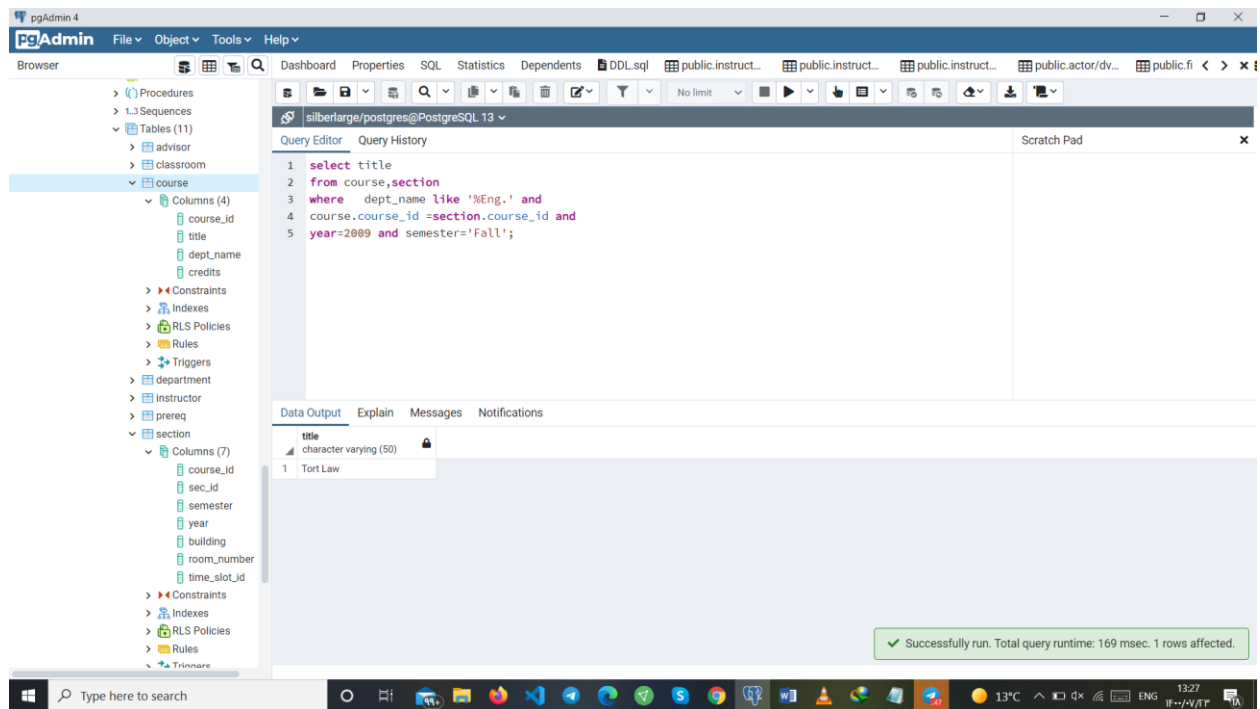 pgAdmin 4
pgAdmin File Object Tools Help
Browser
Dashboard Properties SQL Statistics Dependents DDL.sql public.instruct... public.instruct... public.instruct... public.actor/dv... public.fi
Procedures
1..3 Sequences
Tables (11)
advisor
classroom
course
Columns (4)
course_id
title
dept_name
credits
Constraints
Indexes
RLS Policies
Rules
Triggers
department
instructor
prereq
section
Columns (7)
course_id
sec_id
semester
year
building
room_number
time_slot_id
Constraints
Indexes
RLS Policies
Rules
Triggers
No limit
silberlarge/postgres@PostgreSQL 13
Query Editor Query History
Scratch Pad
1 select title
2 from course,section
3 where   dept_name like '%Eng.' and
4 course.course_id =section.course_id and
5 year=2009 and semester='Fall';
Data Output Explain Messages Notifications
title
character varying (50)
1 Tort Law
Successfully run. Total query runtime: 169 msec. 1 rows affected.
Type here to search
99+
13°C
ENG
13:27
۱۴۰۰/۰۷/۲۳